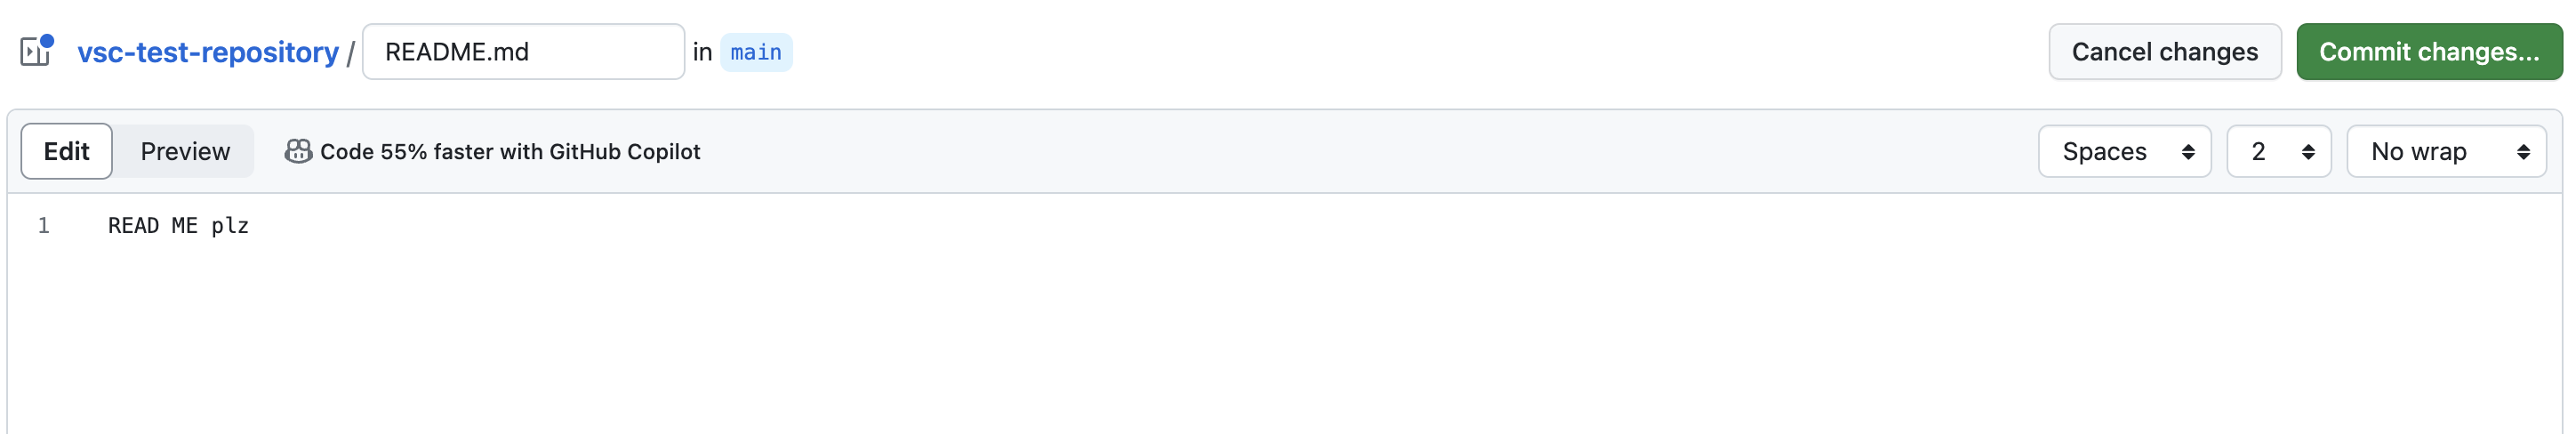 vsc-test-repository / README.md in main Cancel changes Commit changes...
Edit Preview Code 55% faster with GitHub Copilot Spaces 2 No wrap
1 READ ME plz